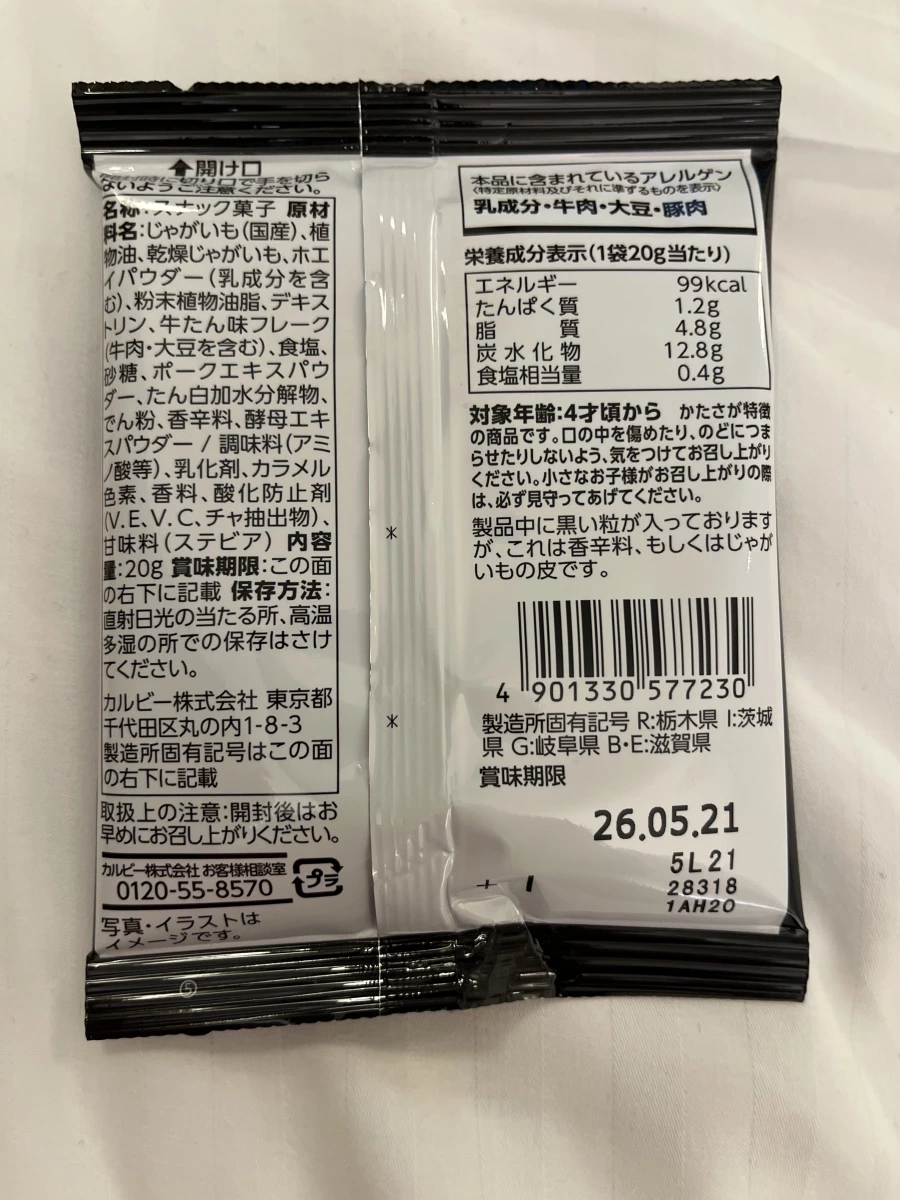 ⬆開け口
ないようご注意ください。
名称:スナック菓子 原材
料名:じゃがいも(国産)、植
物油、乾燥じゃがいも、ホエ
イパウダー(乳成分を含
む)、粉末植物油脂、デキス
トリン、牛たん味フレーク
(牛肉・大豆を含む)、食塩、
砂糖、ポークエキスパウ
ダー、たん白加水分解物、
でん粉、香辛料、酵母エキ
スパウダー / 調味料(アミ
ノ酸等)、乳化剤、カラメル
色素、香料、酸化防止剤
(V.E、V.C、チャ抽出物)、
甘味料(ステビア) 内容
量:20g 賞味期限:この面
の右下に記載 保存方法:
直射日光の当たる所、高温
多湿の所での保存はさけ
てください。
カルビー株式会社 東京都
千代田区丸の内1-8-3
製造所固有記号はこの面
の右下に記載
取扱上の注意:開封後はお
早めにお召し上がりください。
カルビー株式会社 お客様相談室
0120-55-8570
プラ
写真・イラストは
イメージです。
⑤
本品に含まれているアレルゲン
〈特定原材料及びそれに準ずるものを表示〉
乳成分・牛肉・大豆・豚肉
栄養成分表示(1袋20g当たり)
エネルギー 99kcal
たんぱく質 1.2g
脂質 4.8g
炭水化物 12.8g
食塩相当量 0.4g
対象年齢:4才頃から かたさが特徴
の商品です。口の中を傷めたり、のどにつま
らせたりしないよう、気をつけてお召し上がり
ください。小さなお子様がお召し上がりの際
は、必ず見守ってあげてください。
製品中に黒い粒が入っております
が、これは香辛料、もしくはじゃが
いもの皮です。
4 901330 577230
製造所固有記号 R:栃木県 I:茨城
県 G:岐阜県 B・E:滋賀県
賞味期限
26.05.21
5L21
28318
1AH20